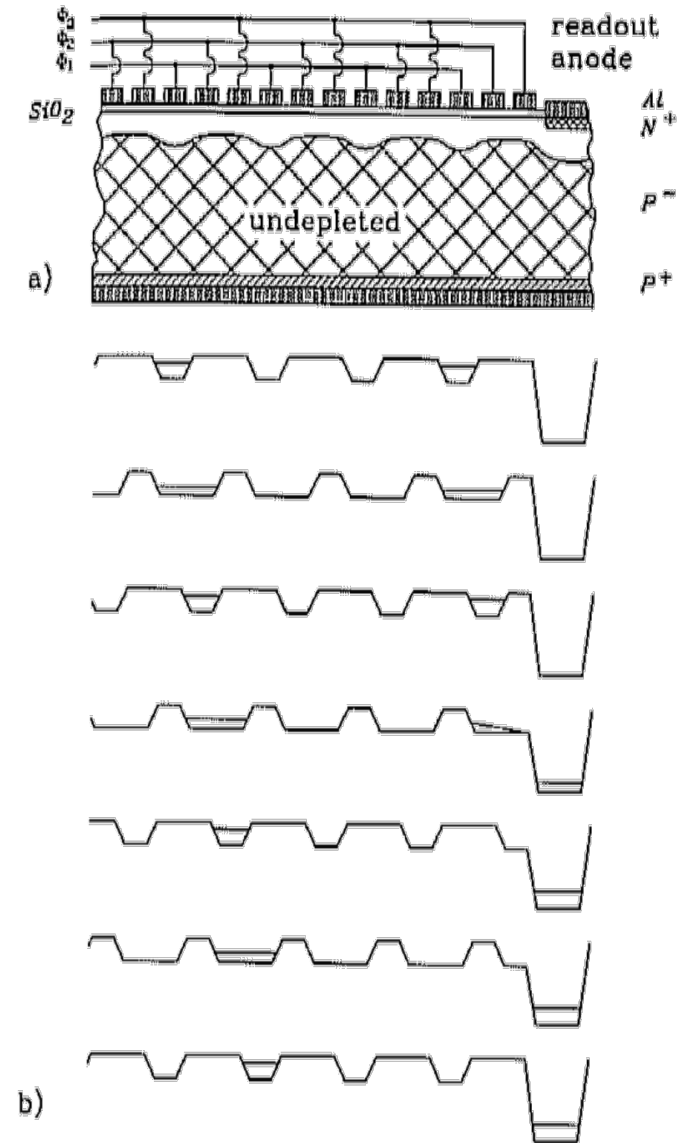 Φ3
readout
Φ2
anode
Φ1
Al
SiO2
N+
P−
undepleted
a)
P+
b)